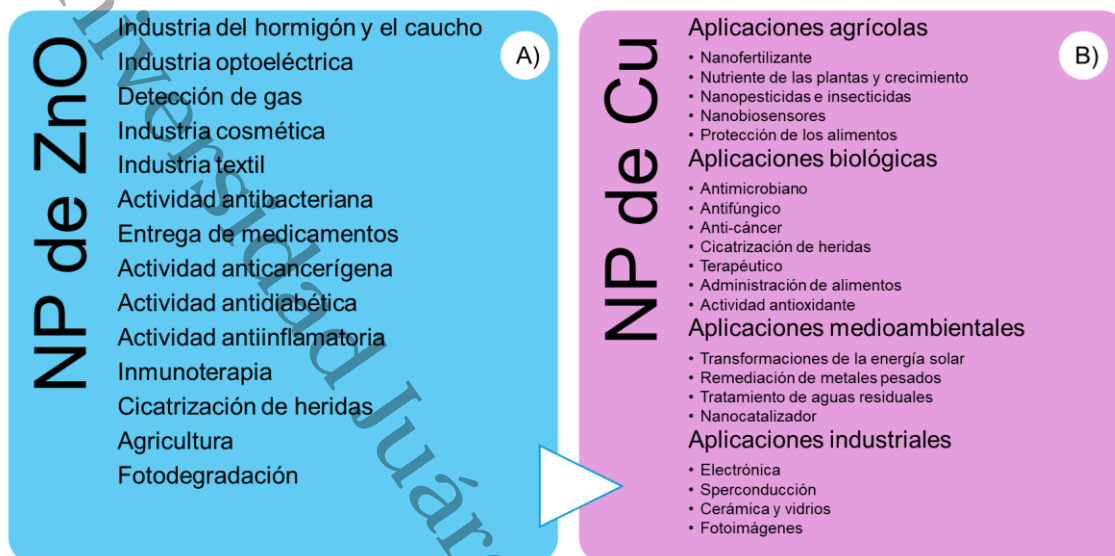 NP de ZnO
A)
Industria del hormigón y el caucho
Industria optoeléctrica
Detección de gas
Industria cosmética
Industria textil
Actividad antibacteriana
Entrega de medicamentos
Actividad anticancerígena
Actividad antidiabética
Actividad antiinflamatoria
Inmunoterapia
Cicatrización de heridas
Agricultura
Fotodegradación
NP de Cu
B)
Aplicaciones agrícolas
• Nanofertilizante
• Nutriente de las plantas y crecimiento
• Nanopesticidas e insecticidas
• Nanobiosensores
• Protección de los alimentos
Aplicaciones biológicas
• Antimicrobiano
• Antifúngico
• Anti-cáncer
• Cicatrización de heridas
• Terapéutico
• Administración de alimentos
• Actividad antioxidante
Aplicaciones medioambientales
• Transformaciones de la energía solar
• Remediación de metales pesados
• Tratamiento de aguas residuales
• Nanocatalizador
Aplicaciones industriales
• Electrónica
• Sperconducción
• Cerámica y vidrios
• Fotoimágenes
niversidad Juár